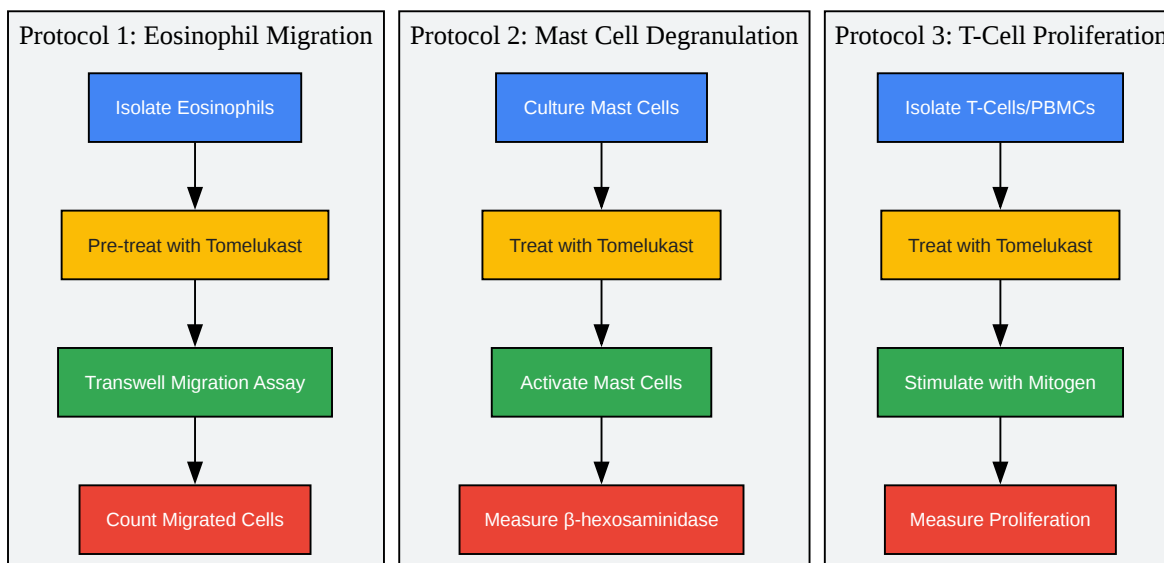 Protocol 1: Eosinophil Migration
Isolate Eosinophils
Pre-treat with Tomelukast
Transwell Migration Assay
Count Migrated Cells
Protocol 2: Mast Cell Degranulation
Culture Mast Cells
Treat with Tomelukast
Activate Mast Cells
Measure β-hexosaminidase
Protocol 3: T-Cell Proliferation
Isolate T-Cells/PBMCs
Treat with Tomelukast
Stimulate with Mitogen
Measure Proliferation